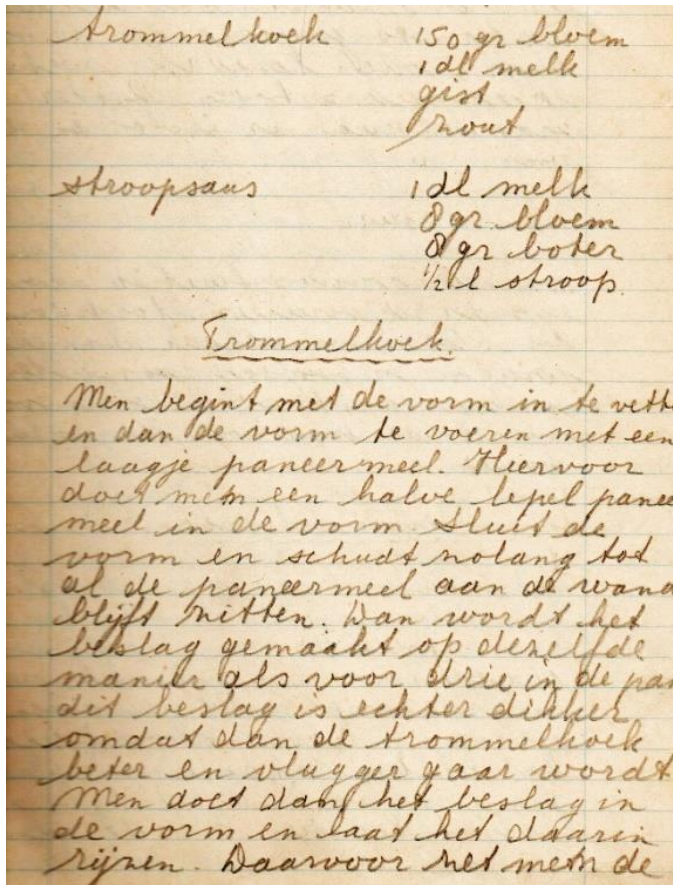 trommelkoek 150 gr bloem
1 dl melk
gist
zout
stroopsaus 1 dl melk
8 gr. bloem
8 gr boter
1/2 l stroop.
Trommelkoek.
Men begint met de vorm in te vett
en dan de vorm te voeren met een
laagje paneermeel. Hiervoor
doet men een halve lepel panee
meel in de vorm sluit de
vorm en schudt zolang tot
al de paneermeel aan de wand
blijft zitten. Dan wordt het
beslag gemaakt op dezelfde
manier als voor drie in de pan
dit beslag is echter dikker
omdat dan de trommelkoek
beter en vlugger gaar wordt
Men doet dan het beslag in
de vorm en laat het daarin
rijzen. Daarvoor zet men de